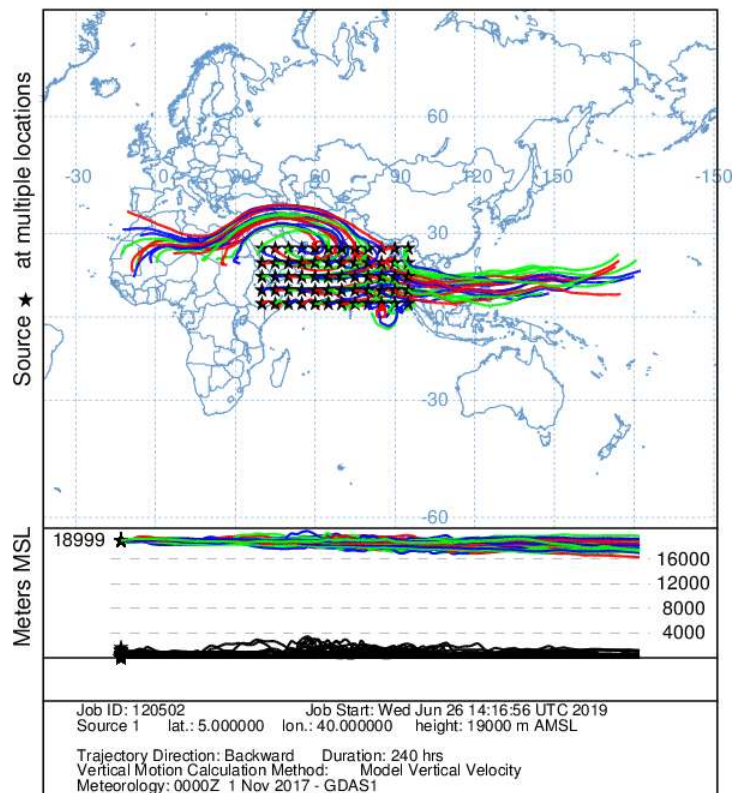 Source ★ at multiple locations
60
-30 0 30 60 90 120 150 -150
30
-30
-60
Meters MSL
18999
16000
12000
8000
4000
Job ID: 120502 Job Start: Wed Jun 26 14:16:56 UTC 2019
Source 1 lat.: 5.000000 lon.: 40.000000 height: 19000 m AMSL
Trajectory Direction: Backward Duration: 240 hrs
Vertical Motion Calculation Method: Model Vertical Velocity
Meteorology: 0000Z 1 Nov 2017 - GDAS1